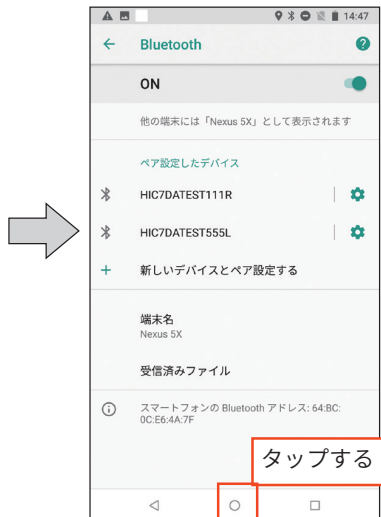 14:47
Bluetooth
ON
他の端末には「Nexus 5X」として表示されます
ペア設定したデバイス
HIC7DATEST111R
HIC7DATEST555L
新しいデバイスとペア設定する
端末名
Nexus 5X
受信済みファイル
スマートフォンの Bluetooth アドレス: 64:BC:
0C:E6:4A:7F
タップする